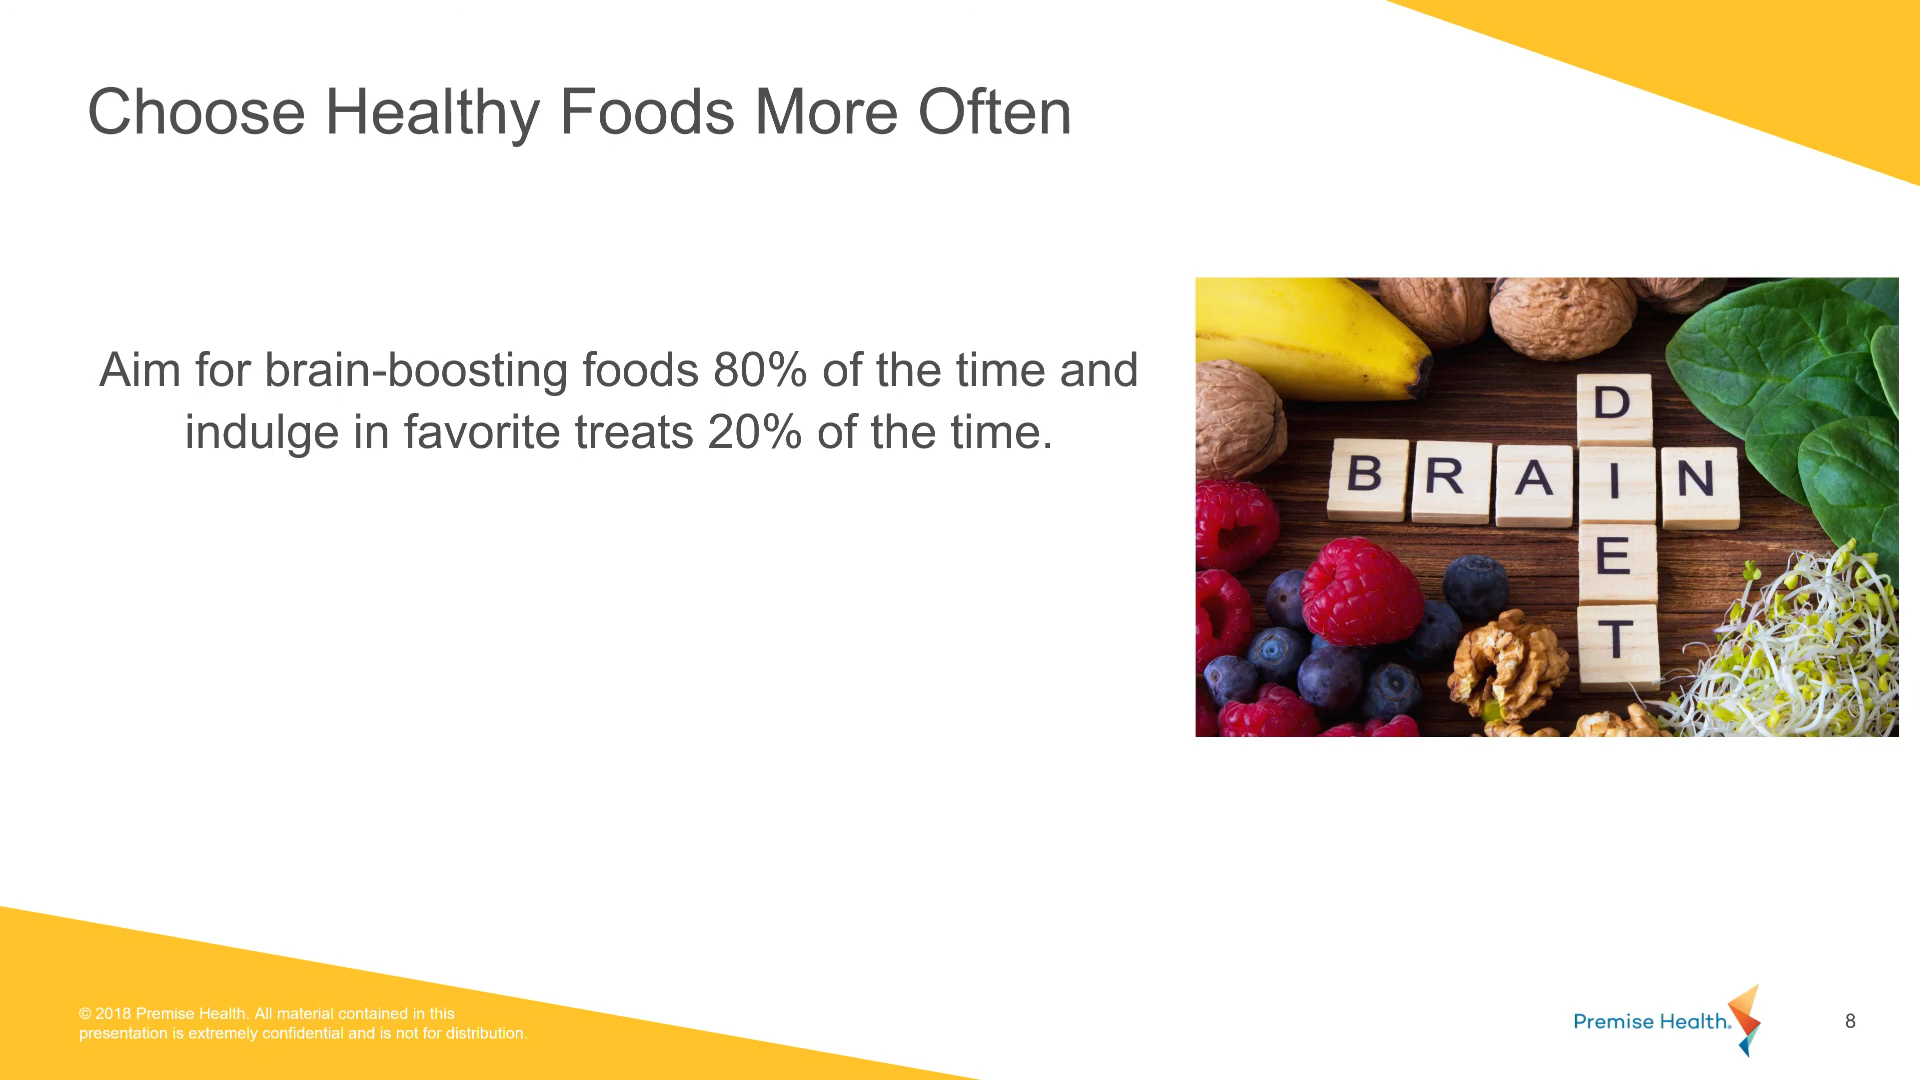 Choose Healthy Foods More Often
Aim for brain-boosting foods 80% of the time and
indulge in favorite treats 20% of the time.
D
BRAIN
E
T
© 2018 Premise Health. All material contained in this
presentation is extremely confidential and is not for distribution.
Premise Health.
8